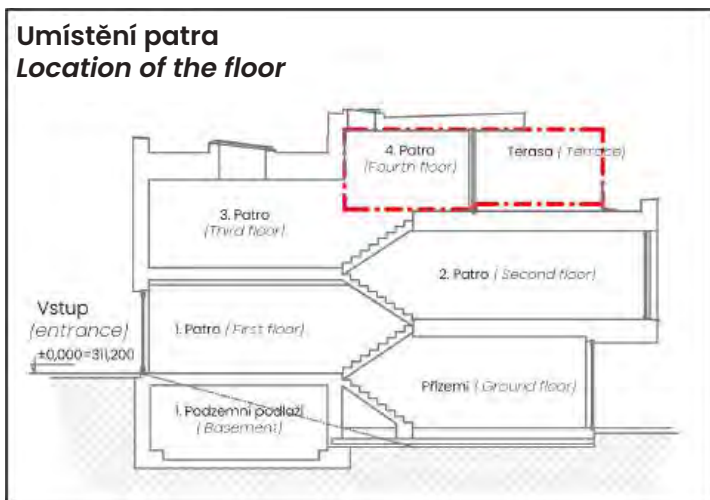 Umístění patra
Location of the floor
4. Patro
(Fourth floor)
Terasa (Terrace)
3. Patro
(Third floor)
2. Patro (Second floor)
Vstup
(entrance)
±0,000=311,200
1. Patro (First floor)
Přízemí (Ground floor)
1. Podzemní podlaží
(Basement)